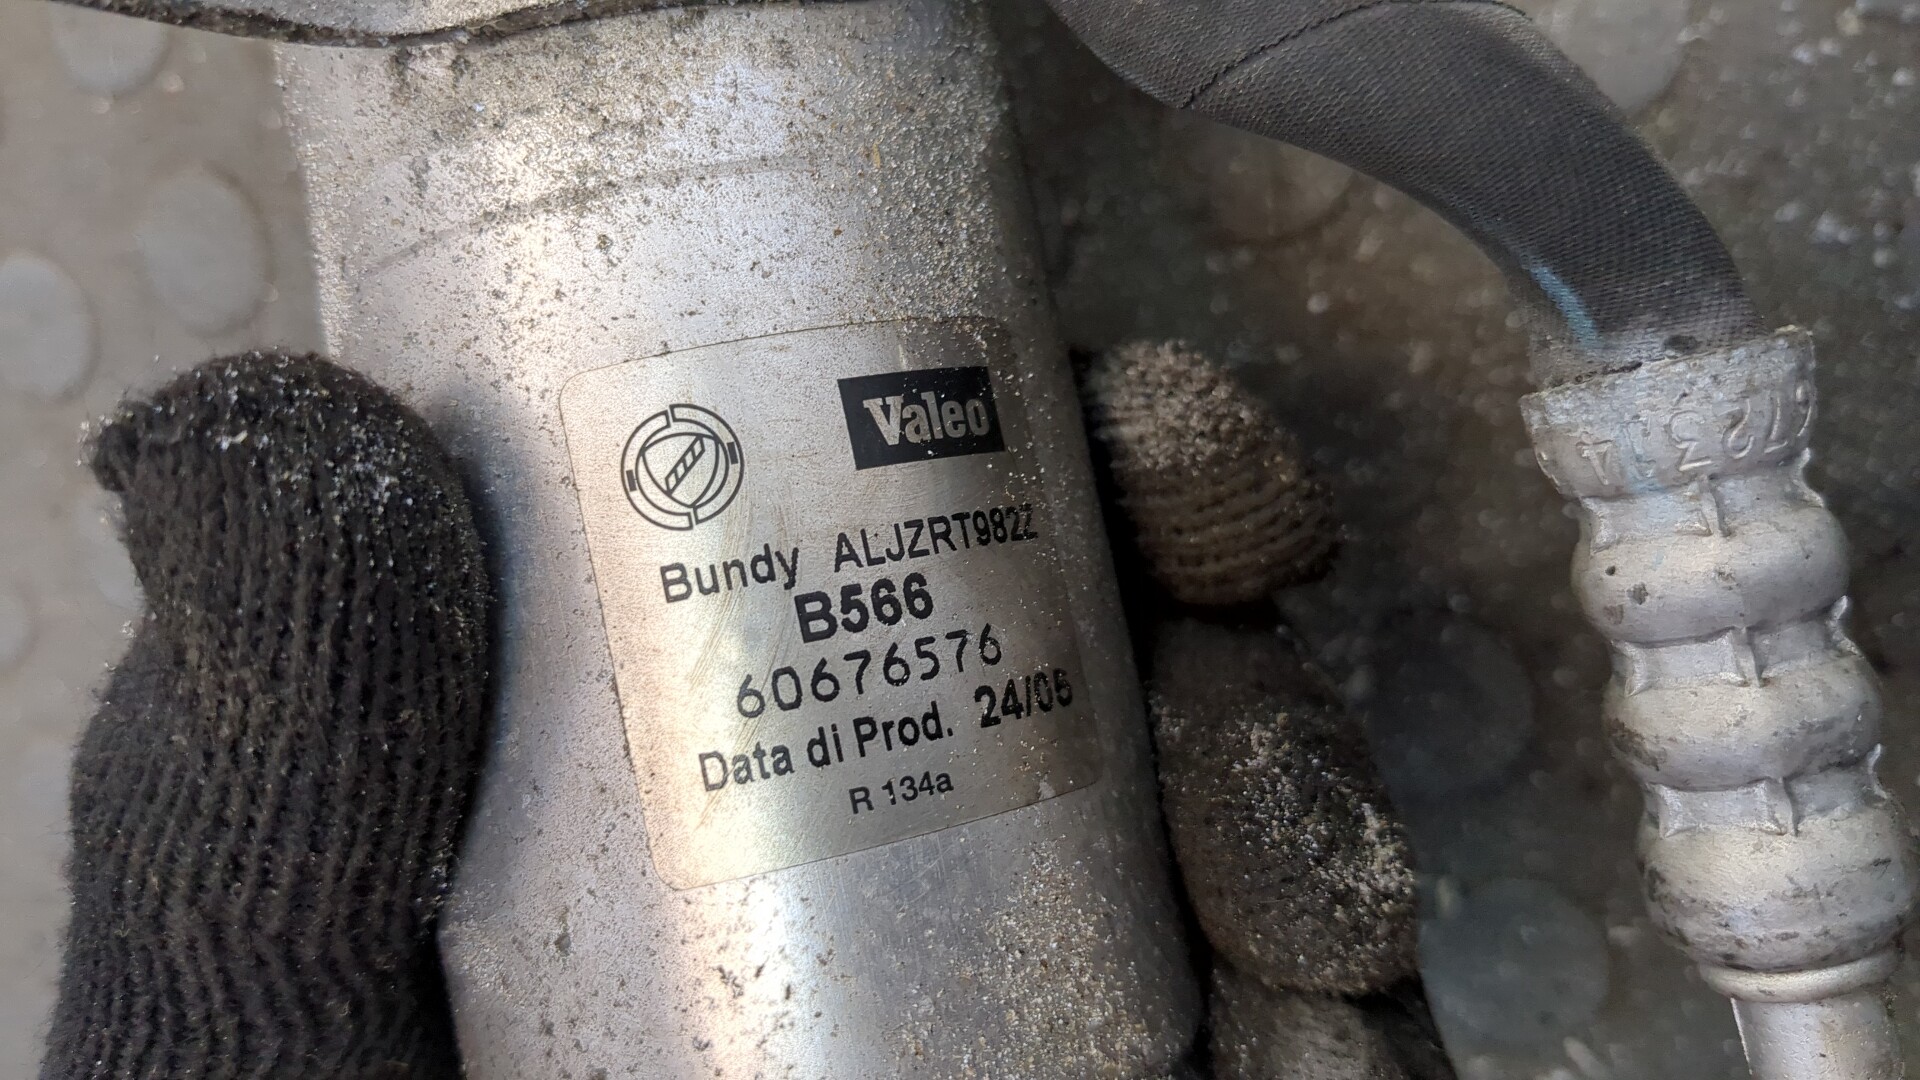 Valeo
Bundy ALJZRT982Z
B566
60676576
Data di Prod. 24/06
R 134a